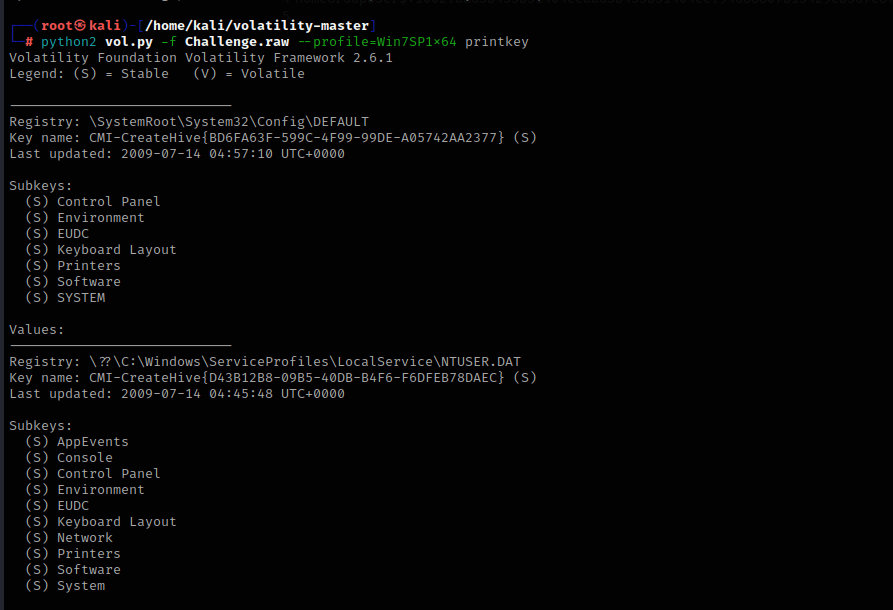 ┌──(root㉿kali)-[/home/kali/volatility-master]
└─# python2 vol.py -f Challenge.raw --profile=Win7SP1×64 printkey
Volatility Foundation Volatility Framework 2.6.1
Legend: (S) = Stable   (V) = Volatile

----------------------------
Registry: \SystemRoot\System32\Config\DEFAULT
Key name: CMI-CreateHive{BD6FA63F-599C-4F99-99DE-A05742AA2377} (S)
Last updated: 2009-07-14 04:57:10 UTC+0000

Subkeys:
  (S) Control Panel
  (S) Environment
  (S) EUDC
  (S) Keyboard Layout
  (S) Printers
  (S) Software
  (S) SYSTEM

Values:
----------------------------
Registry: \??\C:\Windows\ServiceProfiles\LocalService\NTUSER.DAT
Key name: CMI-CreateHive{D43B12B8-09B5-40DB-B4F6-F6DFEB78DAEC} (S)
Last updated: 2009-07-14 04:45:48 UTC+0000

Subkeys:
  (S) AppEvents
  (S) Console
  (S) Control Panel
  (S) Environment
  (S) EUDC
  (S) Keyboard Layout
  (S) Network
  (S) Printers
  (S) Software
  (S) System